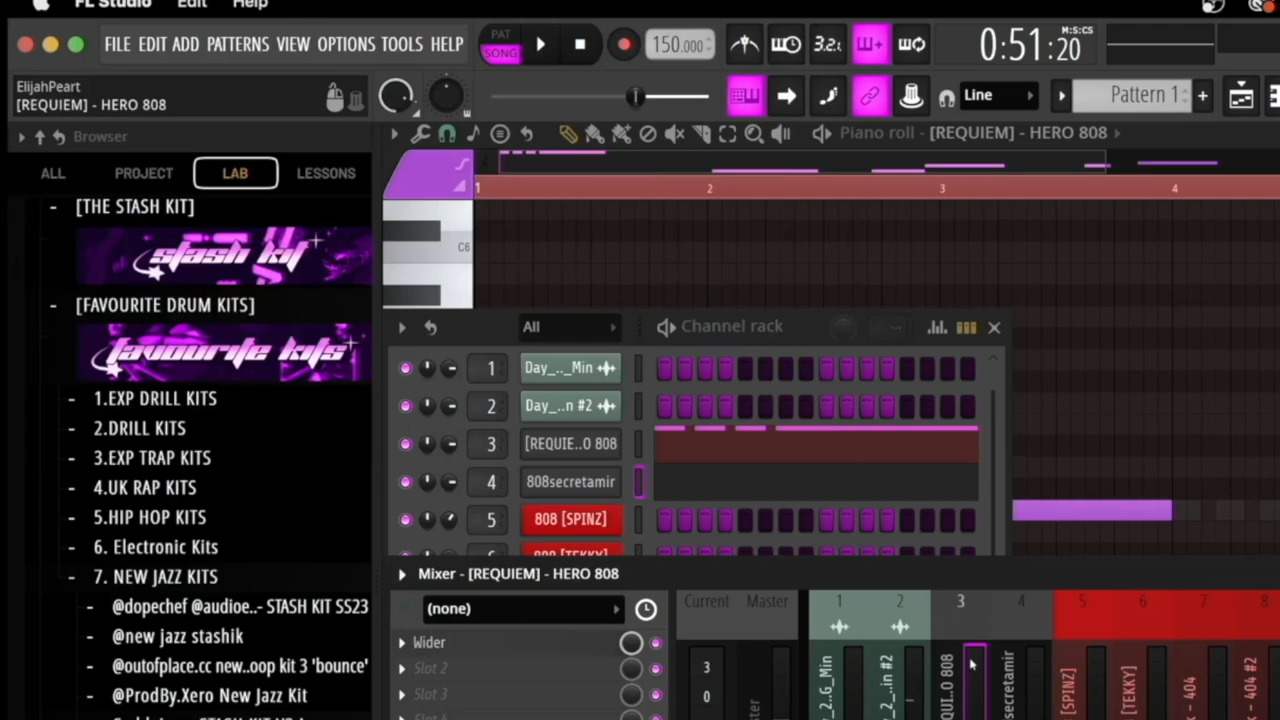 FL Studio Edit Help
FILE EDIT ADD PATTERNS VIEW OPTIONS TOOLS HELP
PAT
SONG
150.000
3.2.
0:51:20
M:S:CS
ElijahPeart
[REQUIEM] - HERO 808
Line
Pattern 1
Browser
Piano roll - [REQUIEM] - HERO 808
ALL PROJECT LAB LESSONS
1 2 3 4
C6
[THE STASH KIT]
stash kit
[FAVOURITE DRUM KITS]
favourite kits
1.EXP DRILL KITS
2.DRILL KITS
3.EXP TRAP KITS
4.UK RAP KITS
5.HIP HOP KITS
6. Electronic Kits
7. NEW JAZZ KITS
@dopechef @audioe..- STASH KIT SS23
@new jazz stashik
@outofplace.cc new..oop kit 3 'bounce'
@ProdBy.Xero New Jazz Kit
All
Channel rack
1 Day_.._Min
2 Day_..n #2
3 [REQUIE..O 808
4 808secretamir
5 808 [SPINZ]
808 [TEKKY]
Mixer - [REQUIEM] - HERO 808
(none)
Wider
Slot 2
Slot 3
Current Master 1 2 3 4 5 6 7 8
3
0
_2..G_Min
_2_..in #2
QUI..O 808
secretamir
[SPINZ]
[TEKKY]
- 404
- 404 #2